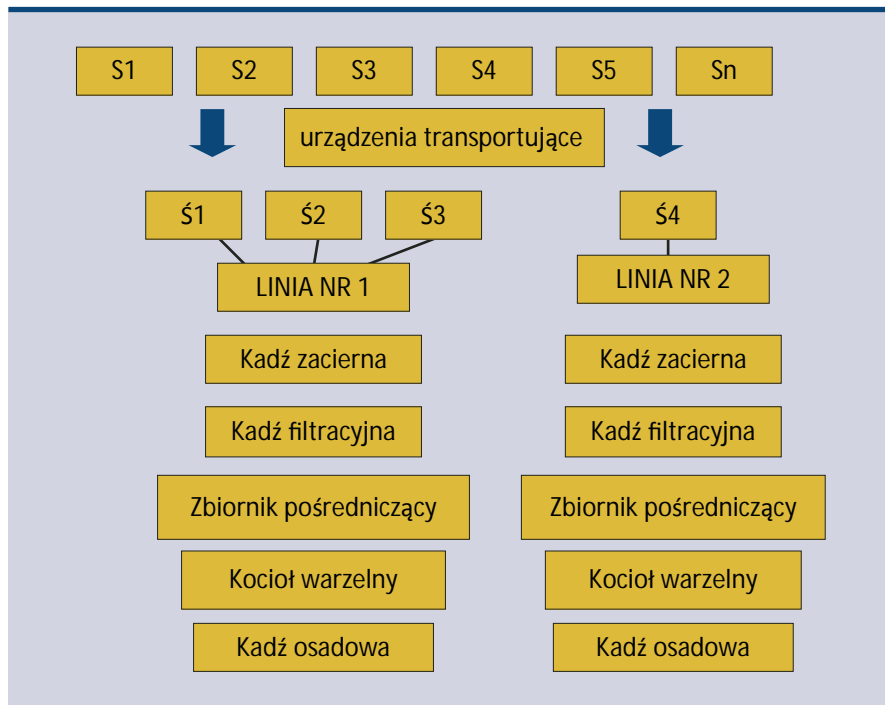 S1 S2 S3 S4 S5 Sn
urządzenia transportujące
Ś1 Ś2 Ś3 Ś4
LINIA NR 1 LINIA NR 2
Kadź zacierna Kadź zacierna
Kadź filtracyjna Kadź filtracyjna
Zbiornik pośredniczący Zbiornik pośredniczący
Kocioł warzelny Kocioł warzelny
Kadź osadowa Kadź osadowa